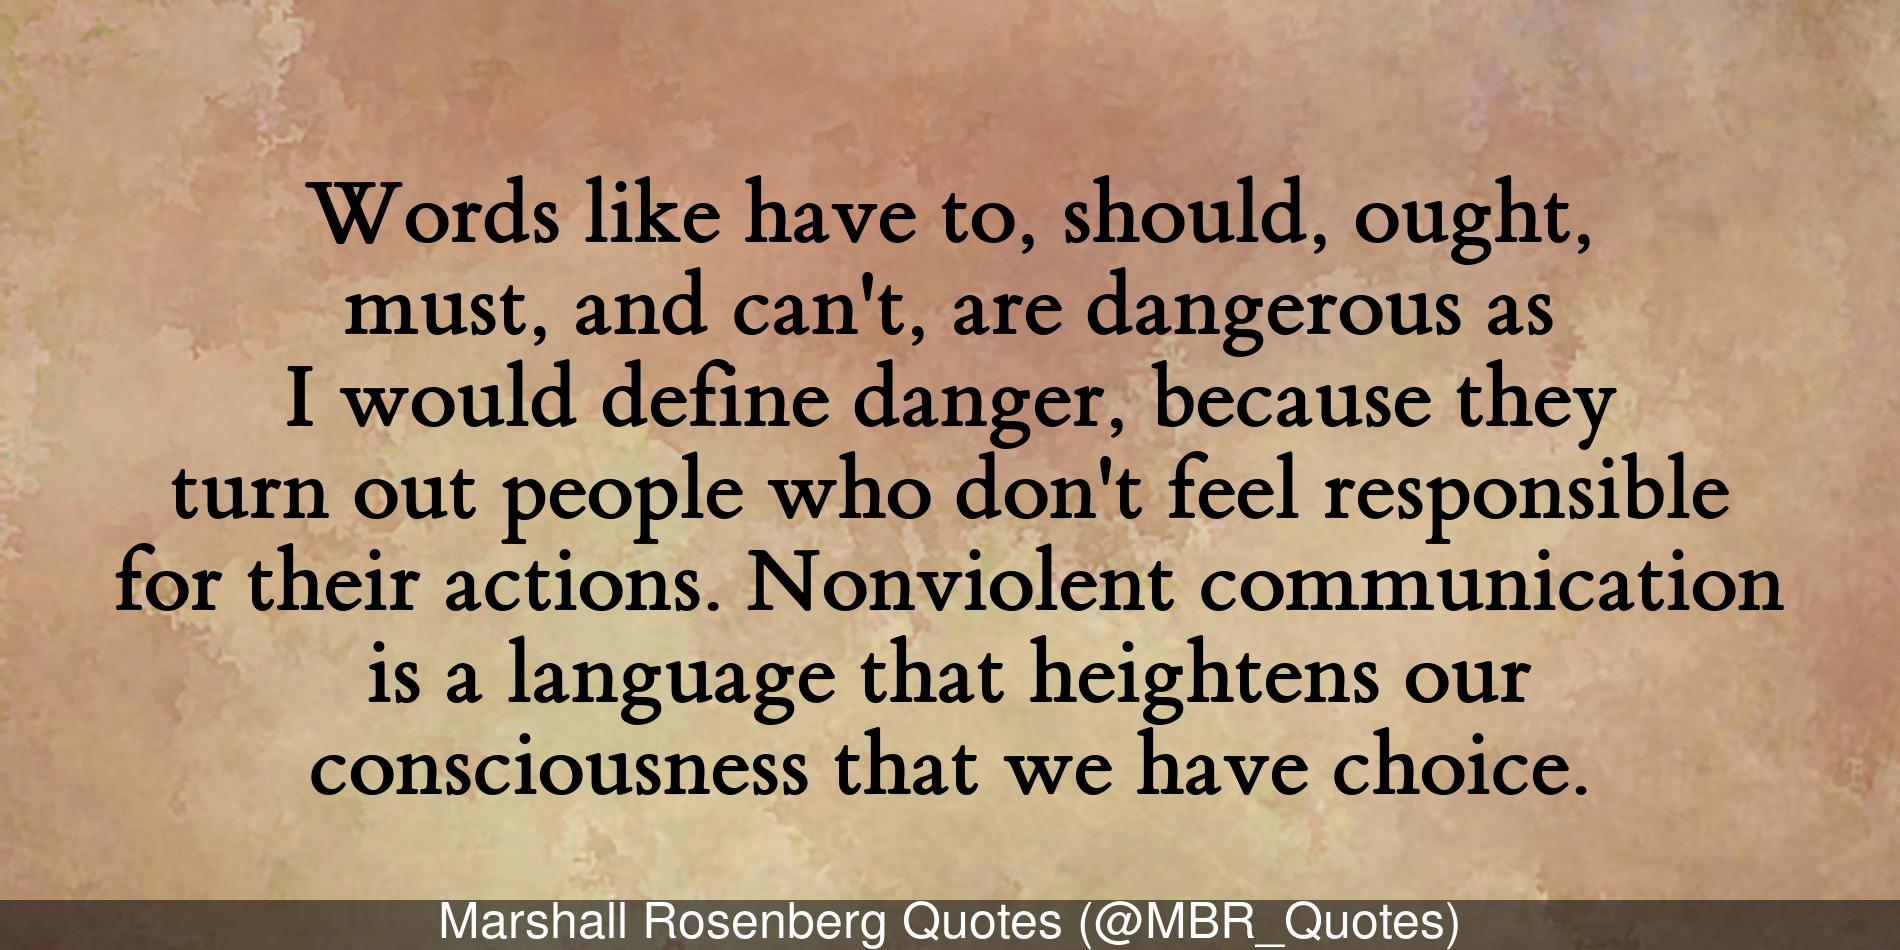 Words like have to, should, ought,
must, and can't, are dangerous as
I would define danger, because they
turn out people who don't feel responsible
for their actions. Nonviolent communication
is a language that heightens our
consciousness that we have choice.
Marshall Rosenberg Quotes (@MBR_Quotes)